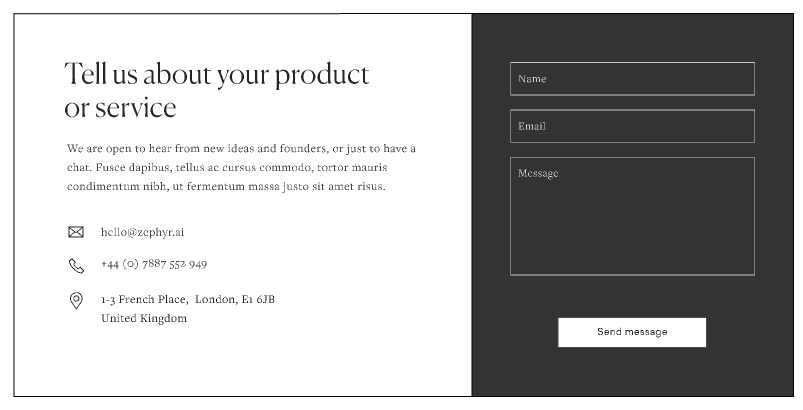 Tell us about your product
or service
We are open to hear from new ideas and founders, or just to have a
chat. Fusce dapibus, tellus ac cursus commodo, tortor mauris
condimentum nibh, ut fermentum massa justo sit amet risus.
hello@zephyr.ai
+44 (0) 7887 552 949
1-3 French Place, London, E1 6JB
United Kingdom
Name
Email
Message
Send message